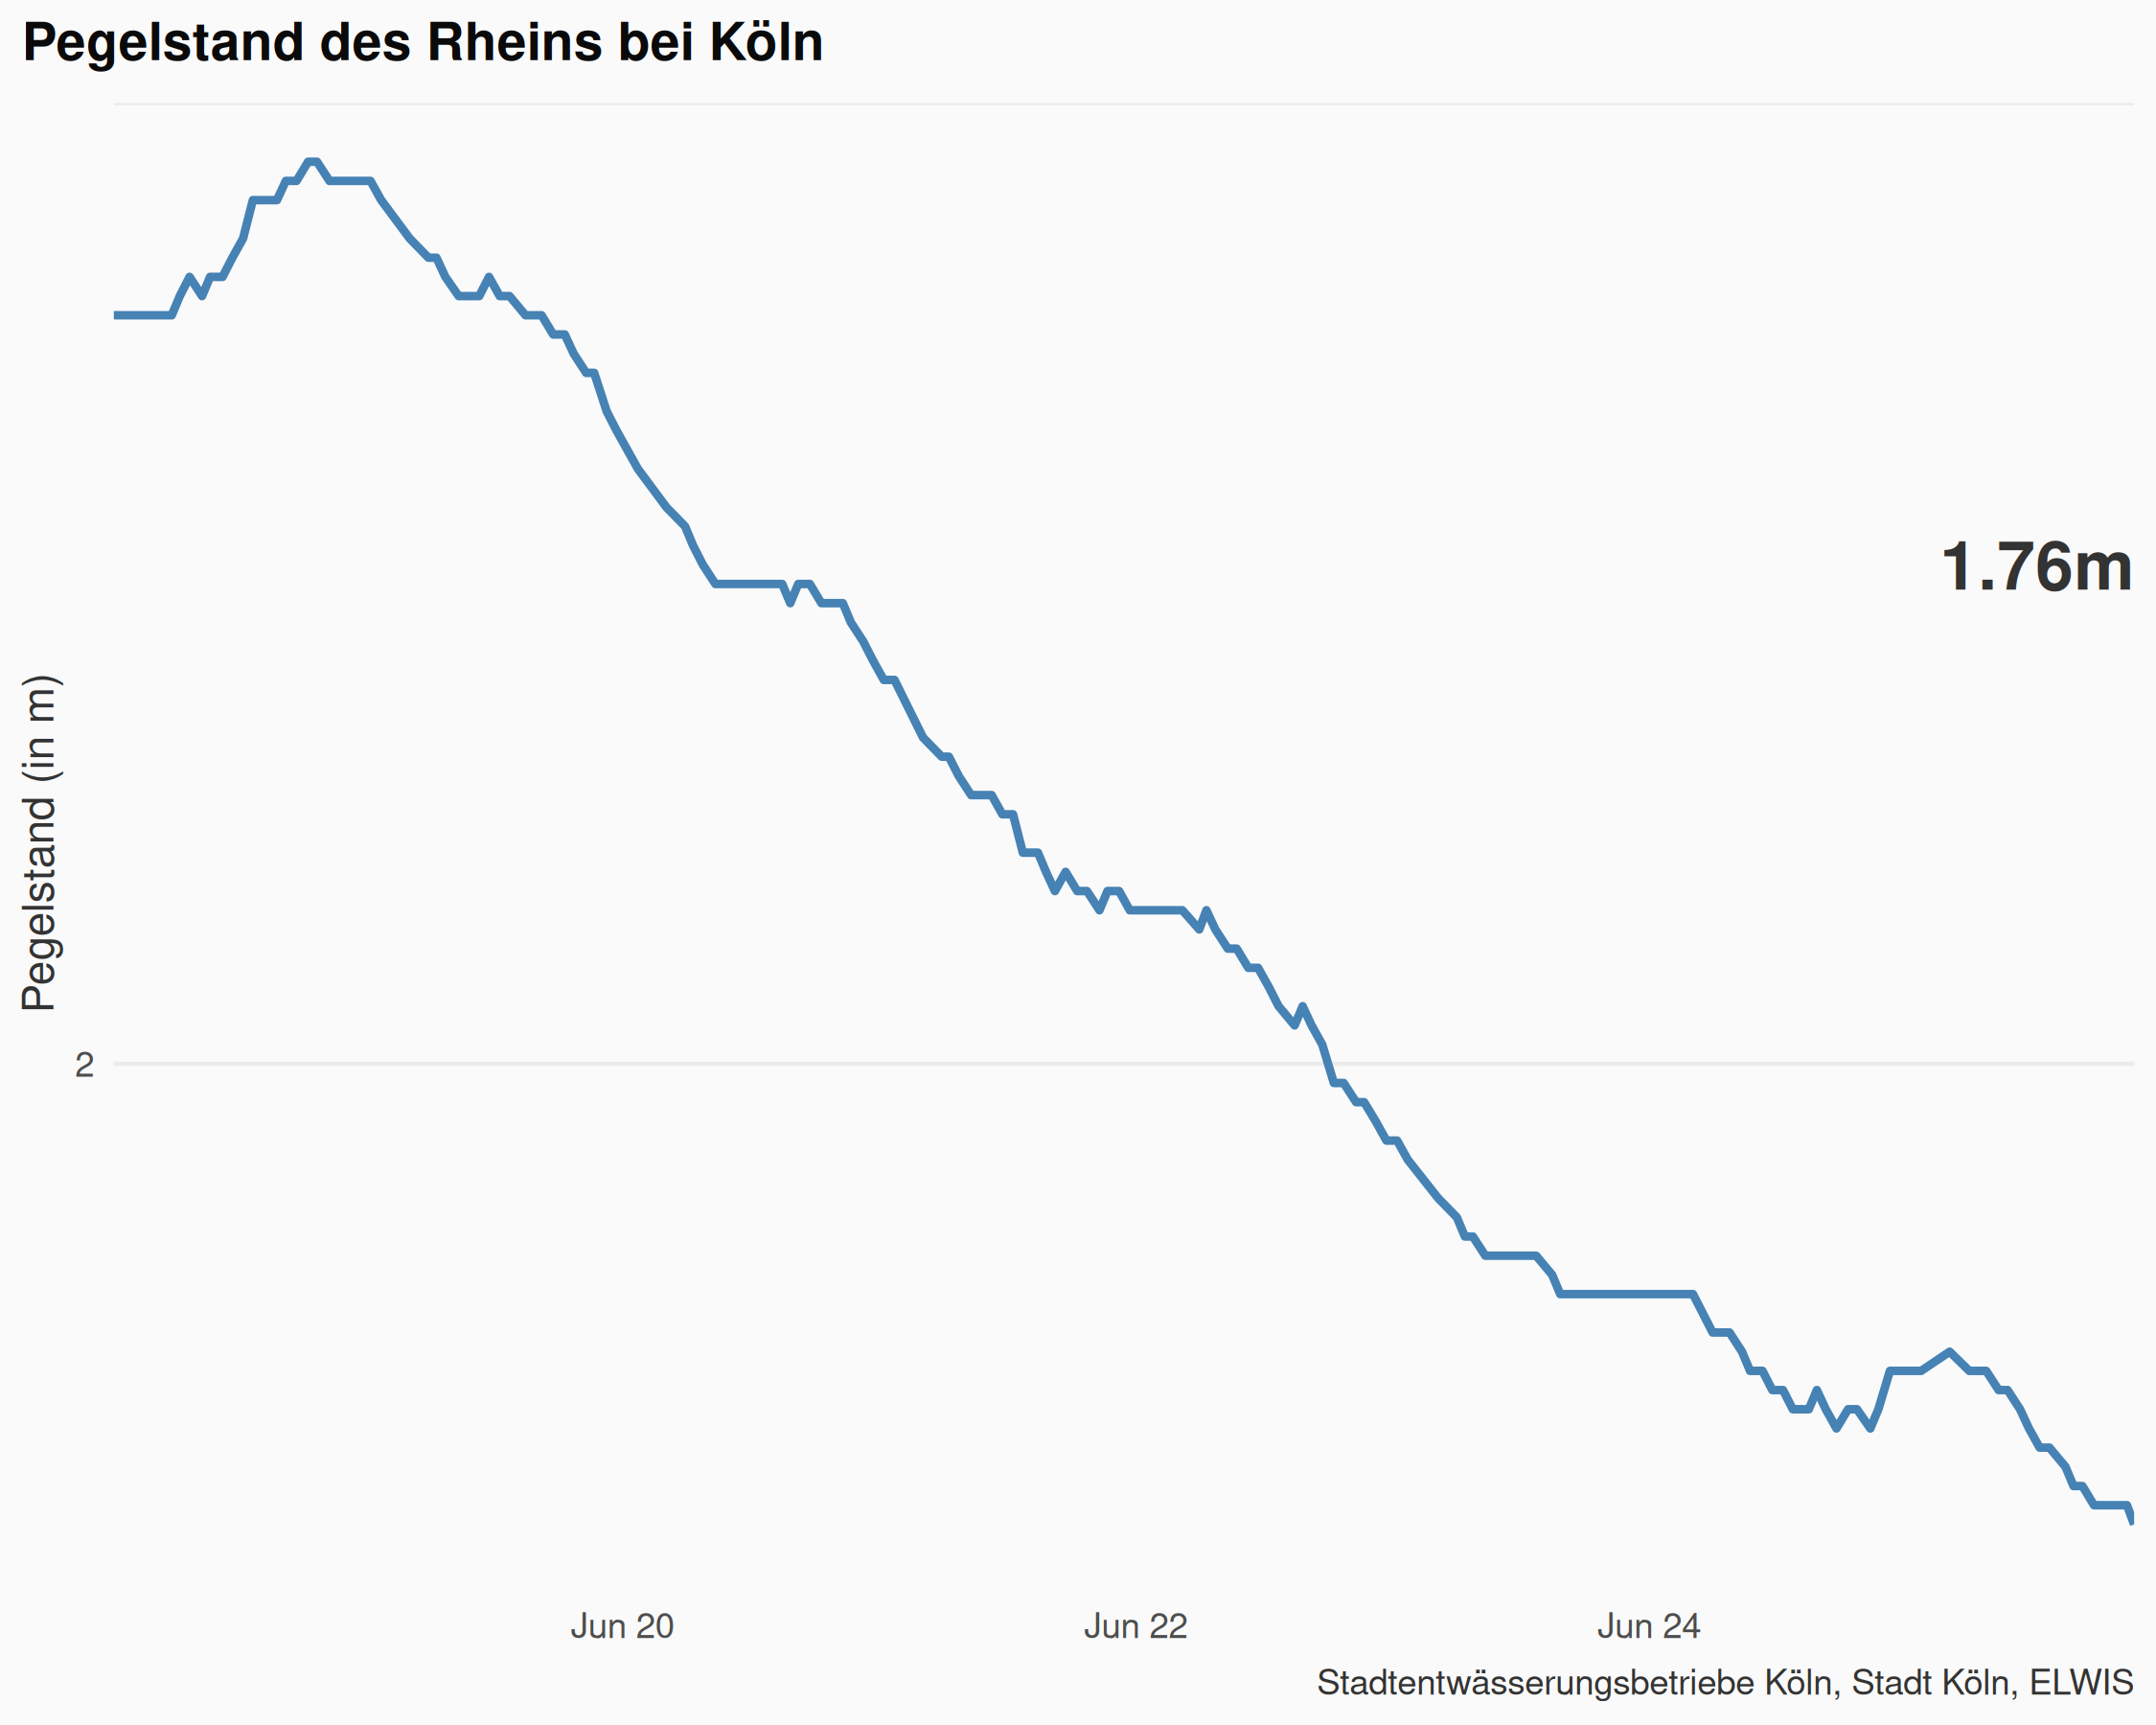 Pegelstand des Rheins bei Köln
1.76m
Pegelstand (in m)
2
Jun 20
Jun 22
Jun 24
Stadtentwässerungsbetriebe Köln, Stadt Köln, ELWIS